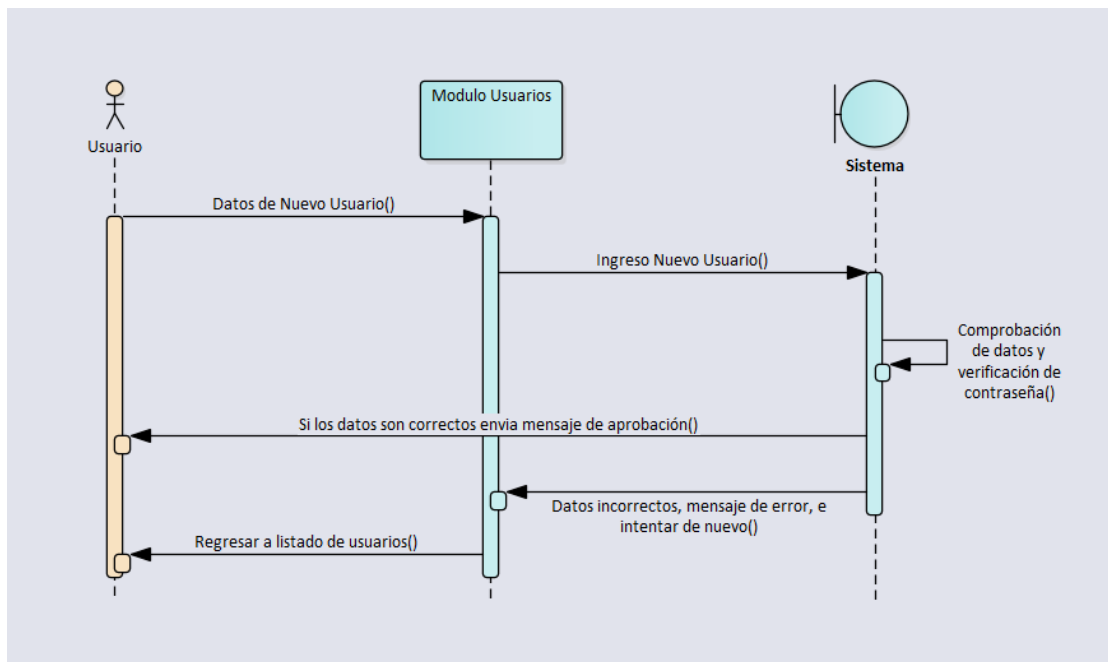 Modulo Usuarios
Usuario
Sistema
Datos de Nuevo Usuario()
Ingreso Nuevo Usuario()
Comprobación
de datos y
verificación de
contraseña()
Si los datos son correctos envia mensaje de aprobación()
Datos incorrectos, mensaje de error, e
intentar de nuevo()
Regresar a listado de usuarios()